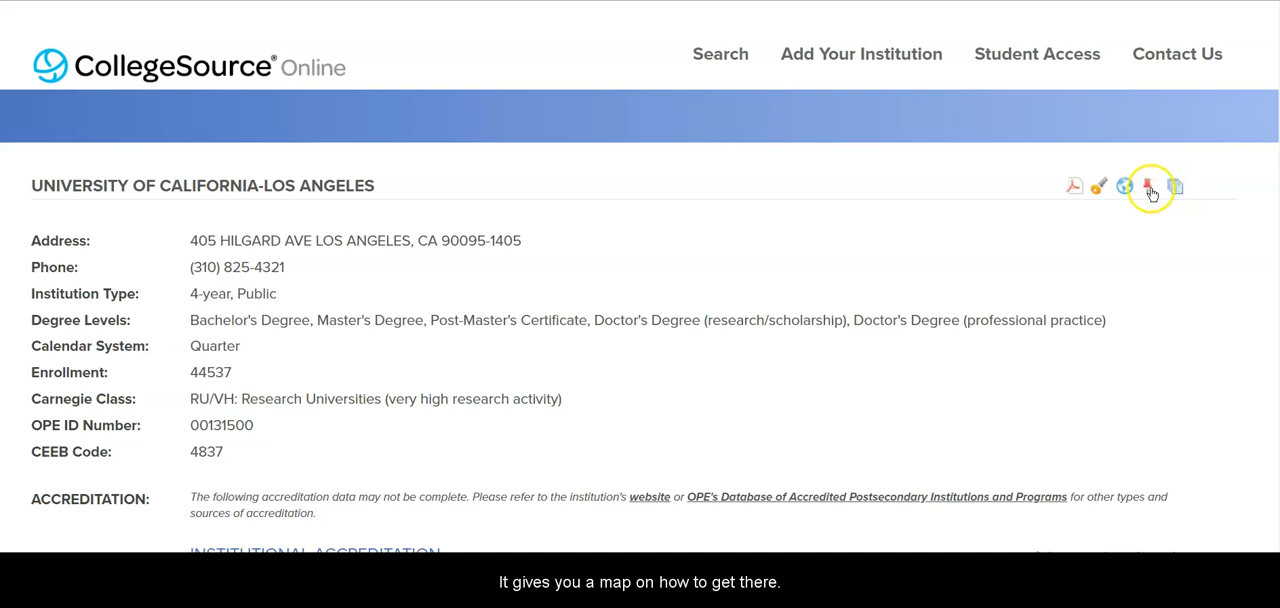 CollegeSource® Online
Search Add Your Institution Student Access Contact Us
UNIVERSITY OF CALIFORNIA-LOS ANGELES
Address: 405 HILGARD AVE LOS ANGELES, CA 90095-1405
Phone: (310) 825-4321
Institution Type: 4-year, Public
Degree Levels: Bachelor's Degree, Master's Degree, Post-Master's Certificate, Doctor's Degree (research/scholarship), Doctor's Degree (professional practice)
Calendar System: Quarter
Enrollment: 44537
Carnegie Class: RU/VH: Research Universities (very high research activity)
OPE ID Number: 00131500
CEEB Code: 4837
ACCREDITATION: The following accreditation data may not be complete. Please refer to the institution's website or OPE's Database of Accredited Postsecondary Institutions and Programs for other types and
sources of accreditation.
INSTITUTIONAL ACCREDITATION
It gives you a map on how to get there.